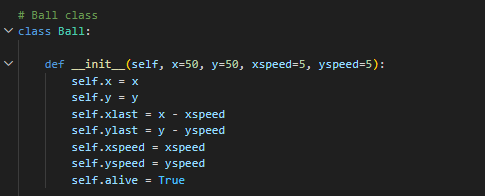 # Ball class
class Ball:
def __init__(self, x=50, y=50, xspeed=5, yspeed=5):
self.x = x
self.y = y
self.xlast = x - xspeed
self.ylast = y - yspeed
self.xspeed = xspeed
self.yspeed = yspeed
self.alive = True